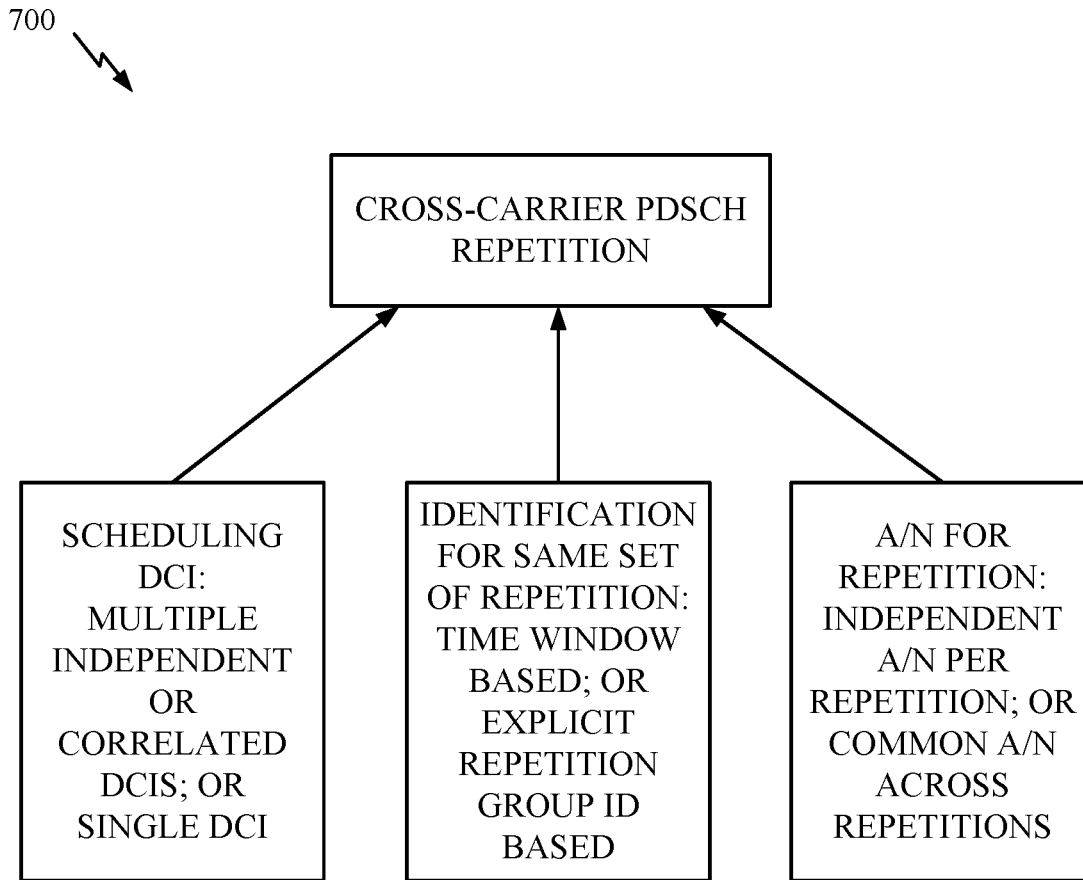 700
CROSS-CARRIER PDSCH
REPETITION
SCHEDULING
DCI:
MULTIPLE
INDEPENDENT
OR
CORRELATED
DCIS; OR
SINGLE DCI
IDENTIFICATION
FOR SAME SET
OF REPETITION:
TIME WINDOW
BASED; OR
EXPLICIT
REPETITION
GROUP ID
BASED
A/N FOR
REPETITION:
INDEPENDENT
A/N PER
REPETITION; OR
COMMON A/N
ACROSS
REPETITIONS